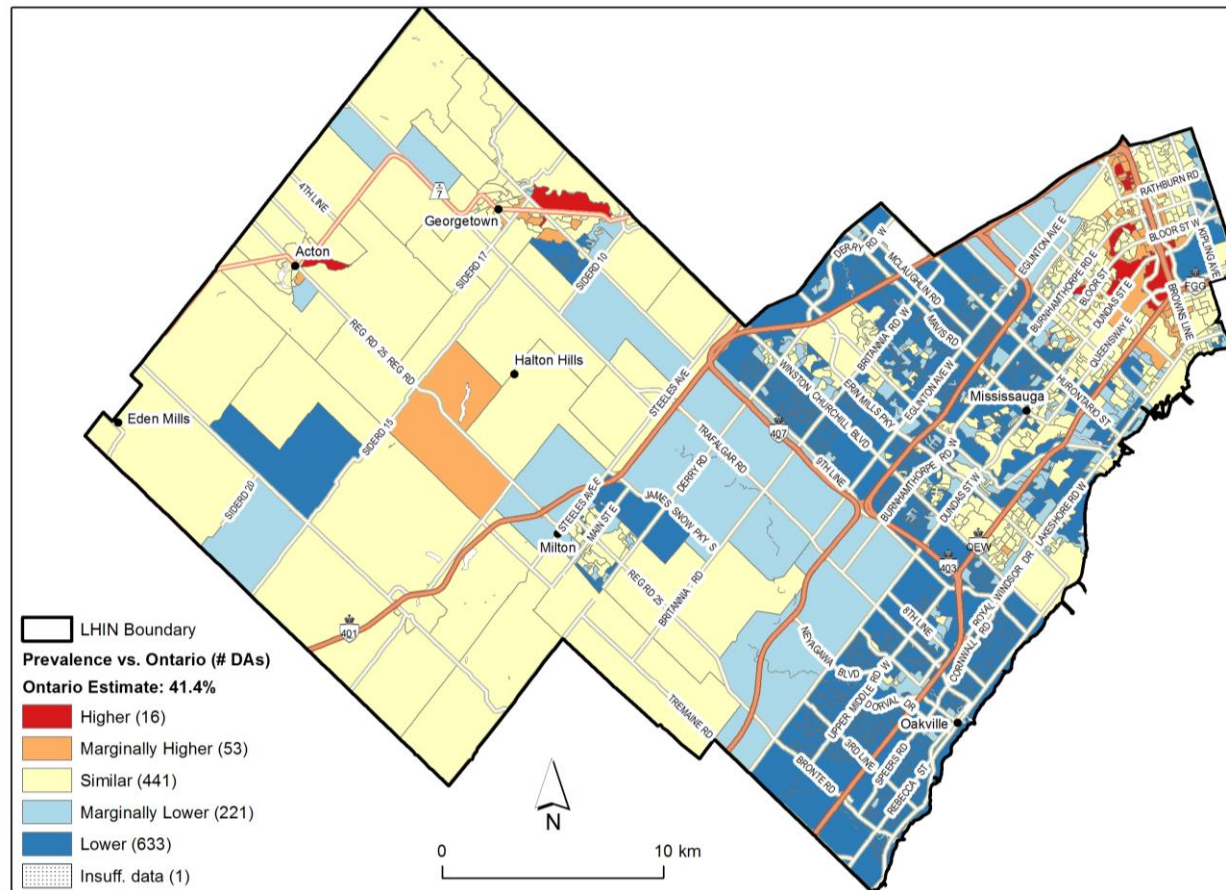 4TH LINE
7
Georgetown
Acton
SIDERD 17
SIDERD 10
REG RD 25 REG RD
Halton Hills
Eden Mills
SIDERD 15
SIDERD 20
STEELES AVE
STEELES AVE E
MAIN ST E
Milton
JAMES SNOW PKY S
DERRY RD
TRAFALGAR RD
REG RD 25
BRITANNIA RD
401
TREMAINE RD
DERRY RD W
MCLAUGHLIN RD
MAVIS RD
BRITANNIA RD W
ERIN MILLS PKY
WINSTON CHURCHILL BLVD
EGLINTON AVE W
EGLINTON AVE E
BURNHAMTHORPE RD E
BLOOR ST
DUNDAS ST E
QUEENSWAY E
RATHBURN RD
BLOOR ST W
KIPLING AVE
FGG
BROWNS LINE
HURONTARIO ST
Mississauga
407
9TH LINE
BURNHAMTHORPE RD W
DUNDAS ST W
LAKESHORE RD W
QEW
403
ROYAL WINDSOR DR
CORNWALL RD
8TH LINE
NEYAGAWA BLVD
UPPER MIDDLE RD W
DORVAL DR
Oakville
3RD LINE
SPEERS RD
BRONTE RD
REBECCA ST
LHIN Boundary
Prevalence vs. Ontario (# DAs)
Ontario Estimate: 41.4%
Higher (16)
Marginally Higher (53)
Similar (441)
Marginally Lower (221)
Lower (633)
Insuff. data (1)
N
0 10 km